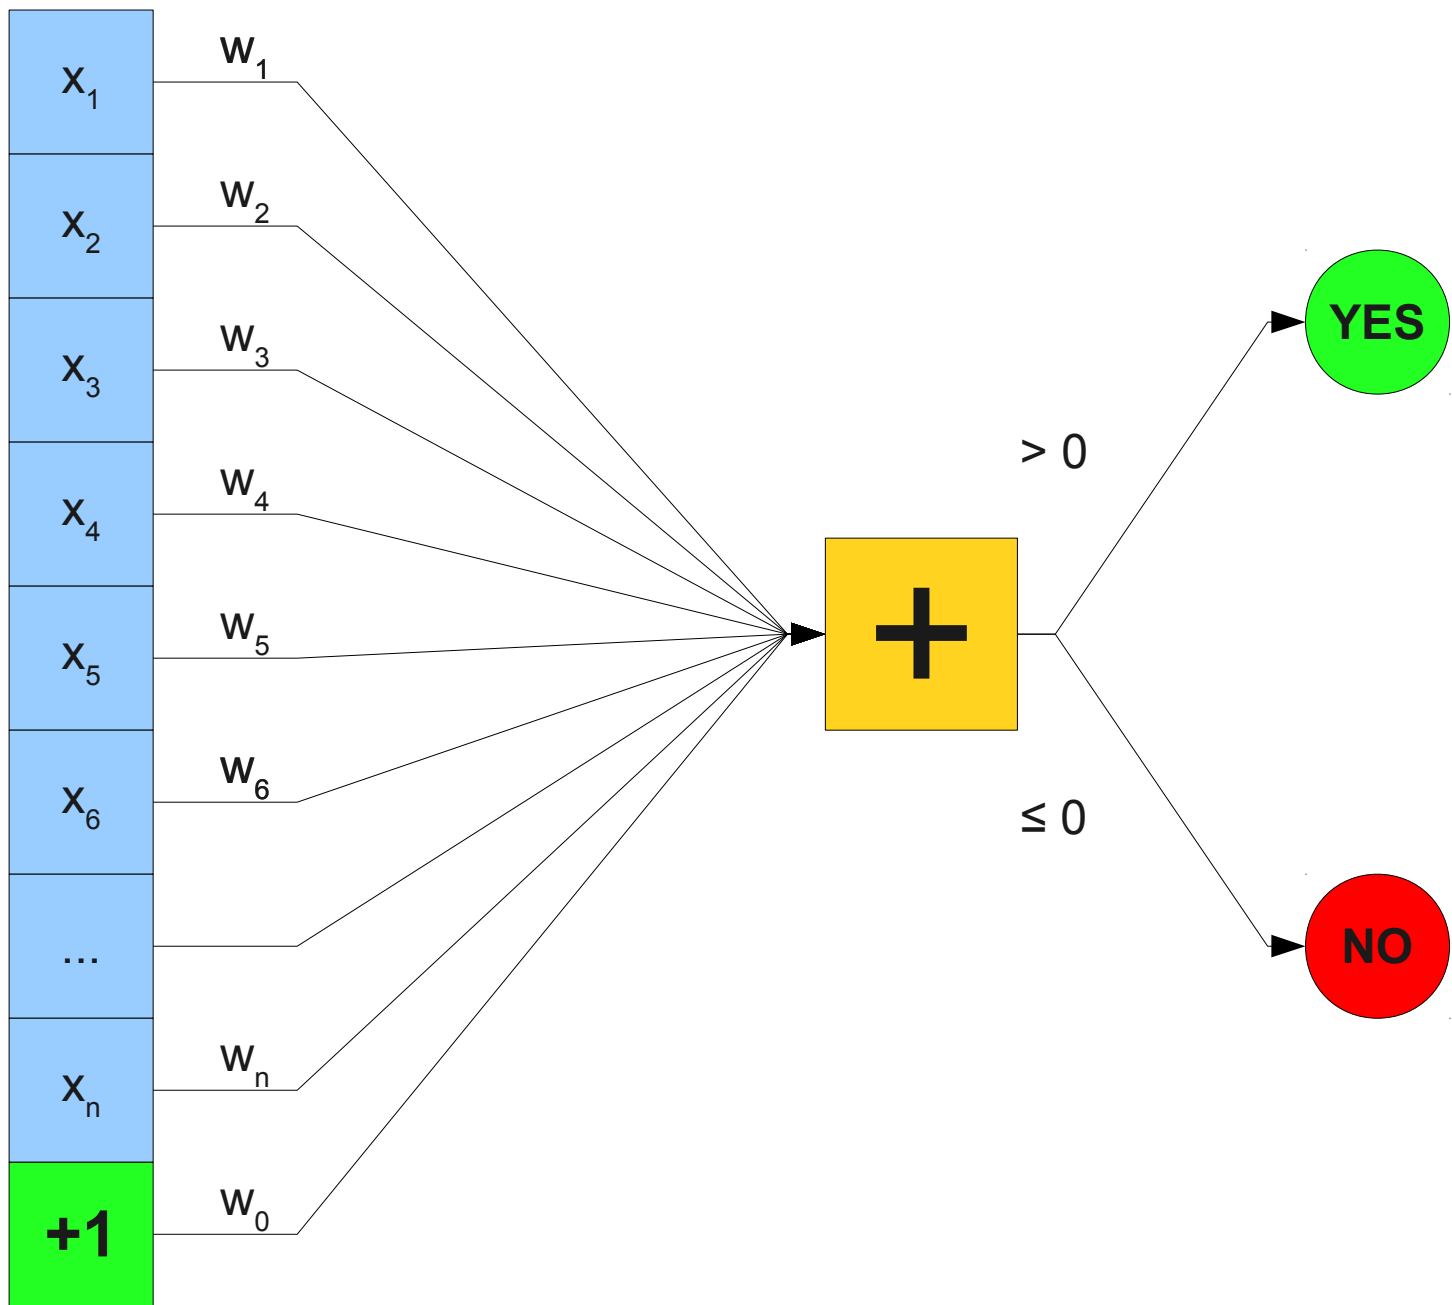 x₁ w₁
x₂ w₂
x₃ w₃
x₄ w₄
x₅ w₅
x₆ w₆
...
xₙ wₙ
+1 w₀
+
> 0
≤ 0
YES
NO